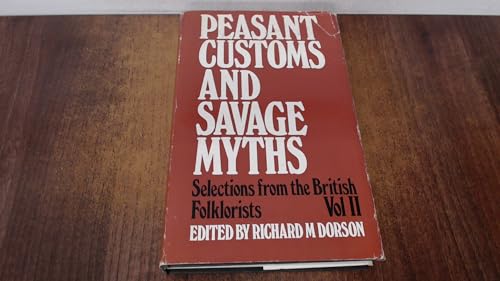 PEASANT
CUSTOMS
AND
SAVAGE
MYTHS
Selections from the British
Folklorists Vol II
EDITED BY RICHARD M DORSON